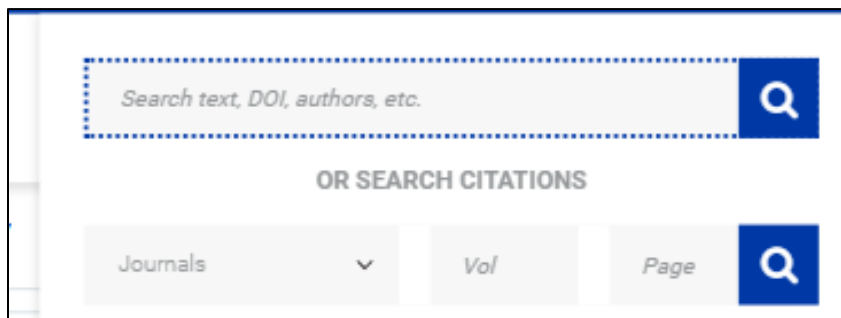 Search text, DOI, authors, etc.
OR SEARCH CITATIONS
Journals Vol Page